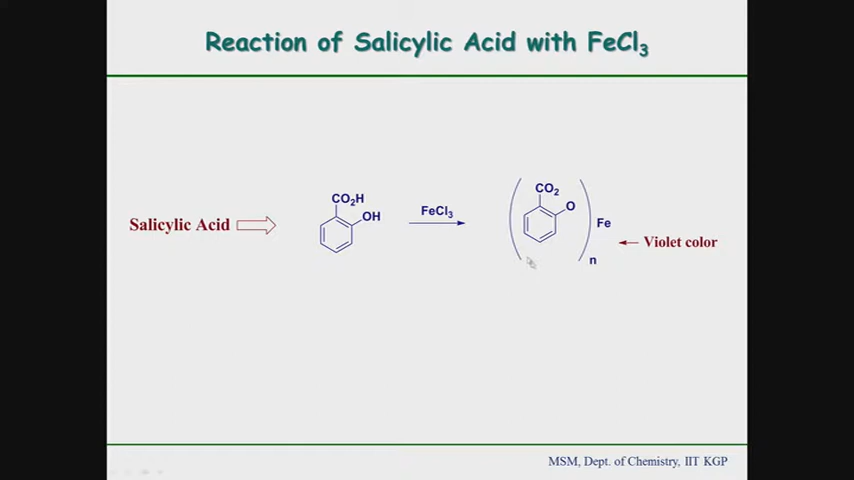 Reaction of Salicylic Acid with FeCl3
Salicylic Acid
CO2H
OH
FeCl3
CO2
O
Fe
n
Violet color
MSM, Dept. of Chemistry, IIT KGP